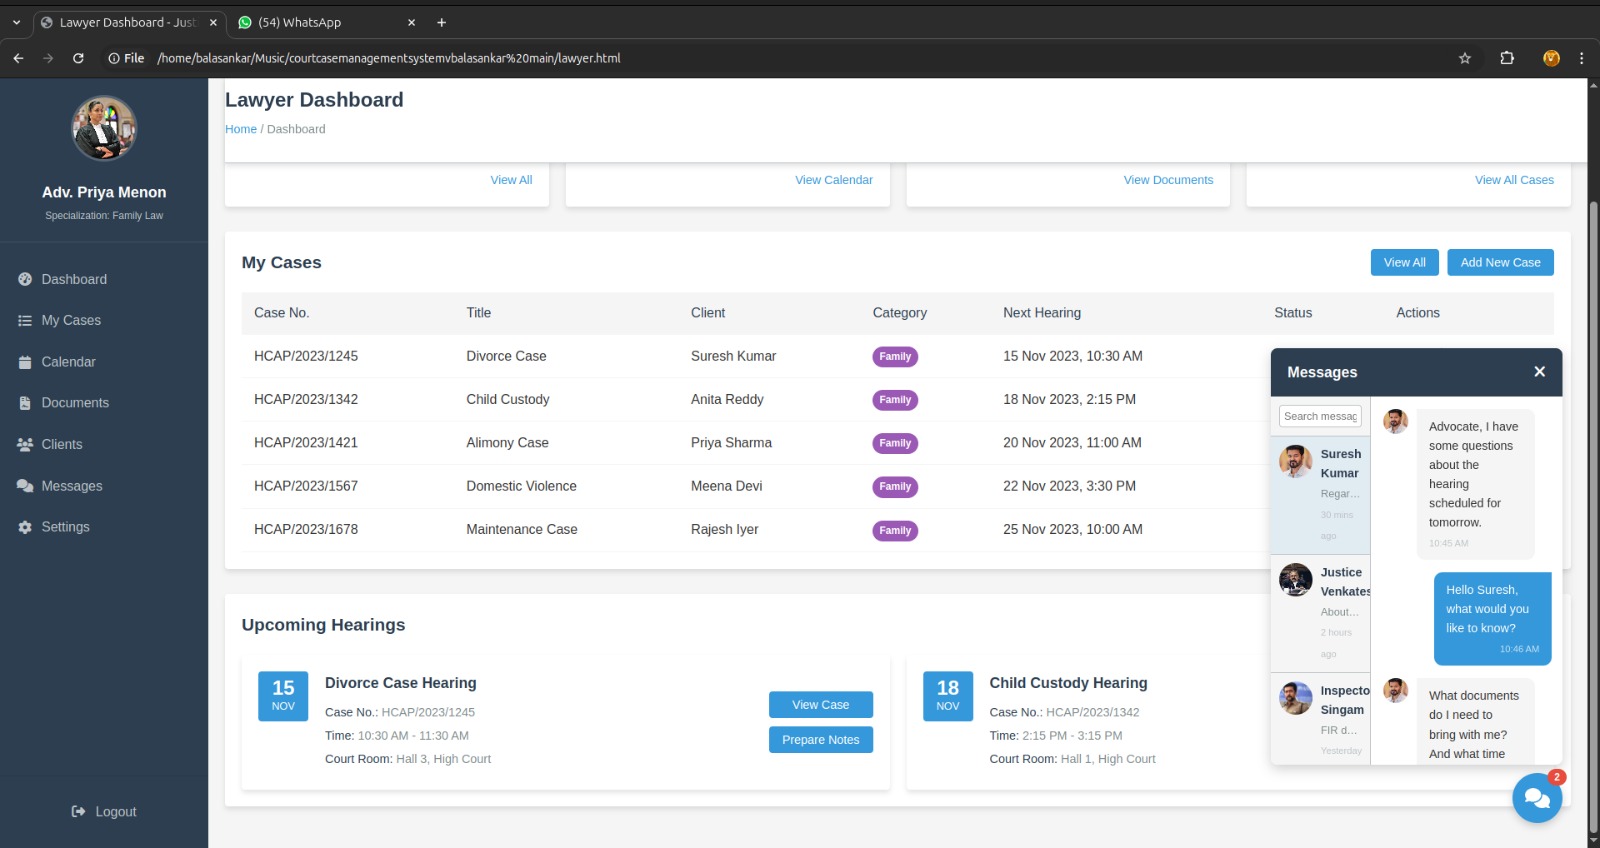 Lawyer Dashboard - Just
(54) WhatsApp
File /home/balasankar/Music/courtcasemanagementsystemvbalasankar%20main/lawyer.html
Adv. Priya Menon
Specialization: Family Law
Dashboard
My Cases
Calendar
Documents
Clients
Messages
Settings
Logout
Lawyer Dashboard
Home / Dashboard
View All
View Calendar
View Documents
View All Cases
My Cases
View All
Add New Case
Case No. Title Client Category Next Hearing Status Actions
HCAP/2023/1245 Divorce Case Suresh Kumar Family 15 Nov 2023, 10:30 AM
HCAP/2023/1342 Child Custody Anita Reddy Family 18 Nov 2023, 2:15 PM
HCAP/2023/1421 Alimony Case Priya Sharma Family 20 Nov 2023, 11:00 AM
HCAP/2023/1567 Domestic Violence Meena Devi Family 22 Nov 2023, 3:30 PM
HCAP/2023/1678 Maintenance Case Rajesh Iyer Family 25 Nov 2023, 10:00 AM
Upcoming Hearings
15
NOV
Divorce Case Hearing
Case No.: HCAP/2023/1245
Time: 10:30 AM - 11:30 AM
Court Room: Hall 3, High Court
View Case
Prepare Notes
18
NOV
Child Custody Hearing
Case No.: HCAP/2023/1342
Time: 2:15 PM - 3:15 PM
Court Room: Hall 1, High Court
Messages
Search messag
Suresh
Kumar
Regar...
30 mins
ago
Justice
Venkates
About...
2 hours
ago
Inspecto
Singam
FIR d...
Yesterday
Advocate, I have
some questions
about the
hearing
scheduled for
tomorrow.
10:45 AM
Hello Suresh,
what would you
like to know?
10:46 AM
What documents
do I need to
bring with me?
And what time
2